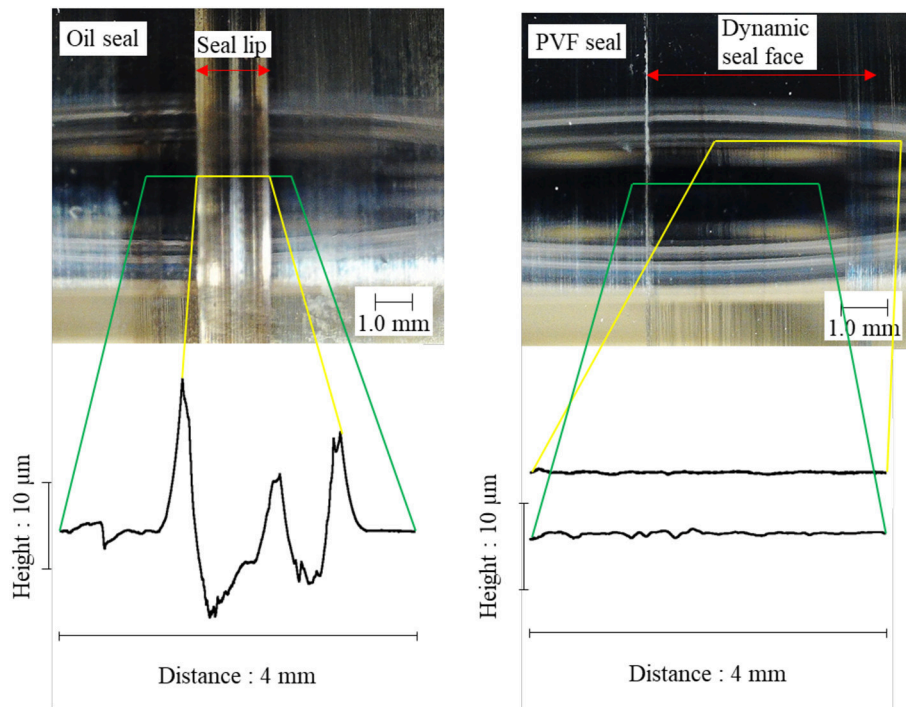 Oil seal
Seal lip
1.0 mm
Height : 10 μm
Distance : 4 mm
PVF seal
Dynamic
seal face
1.0 mm
Height : 10 μm
Distance : 4 mm